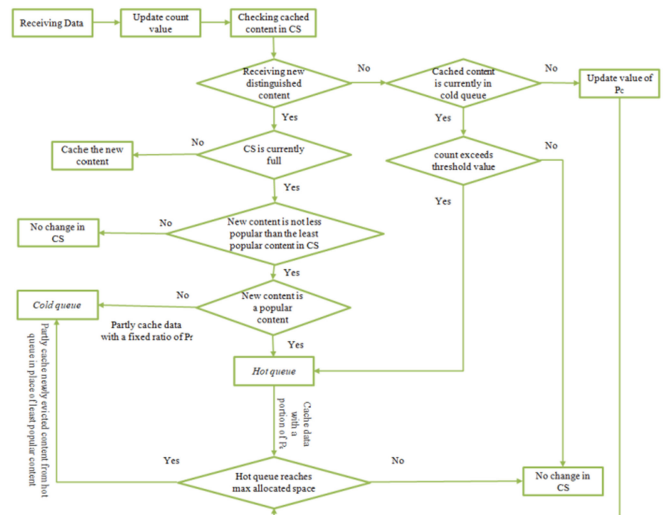 Receiving Data
Update count
value
Checking cached
content in CS
Receiving new
distinguished
content
No
Cached content
is currently in
cold queue
No
Update value of
Pc
Yes
Yes
Cache the new
content
No
CS is currently
full
count exceeds
threshold value
No
Yes
Yes
No change in
CS
No
New content is not less
popular than the least
popular content in CS
Yes
Cold queue
No
New content is
a popular
content
Partly cache data
with a fixed ratio of Pr
Yes
Hot queue
Partly cache newly evicted content from hot
queue in place of least popular content
Cache data
with a
portion of
Yes
Hot queue reaches
max allocated space
No
No change in
CS